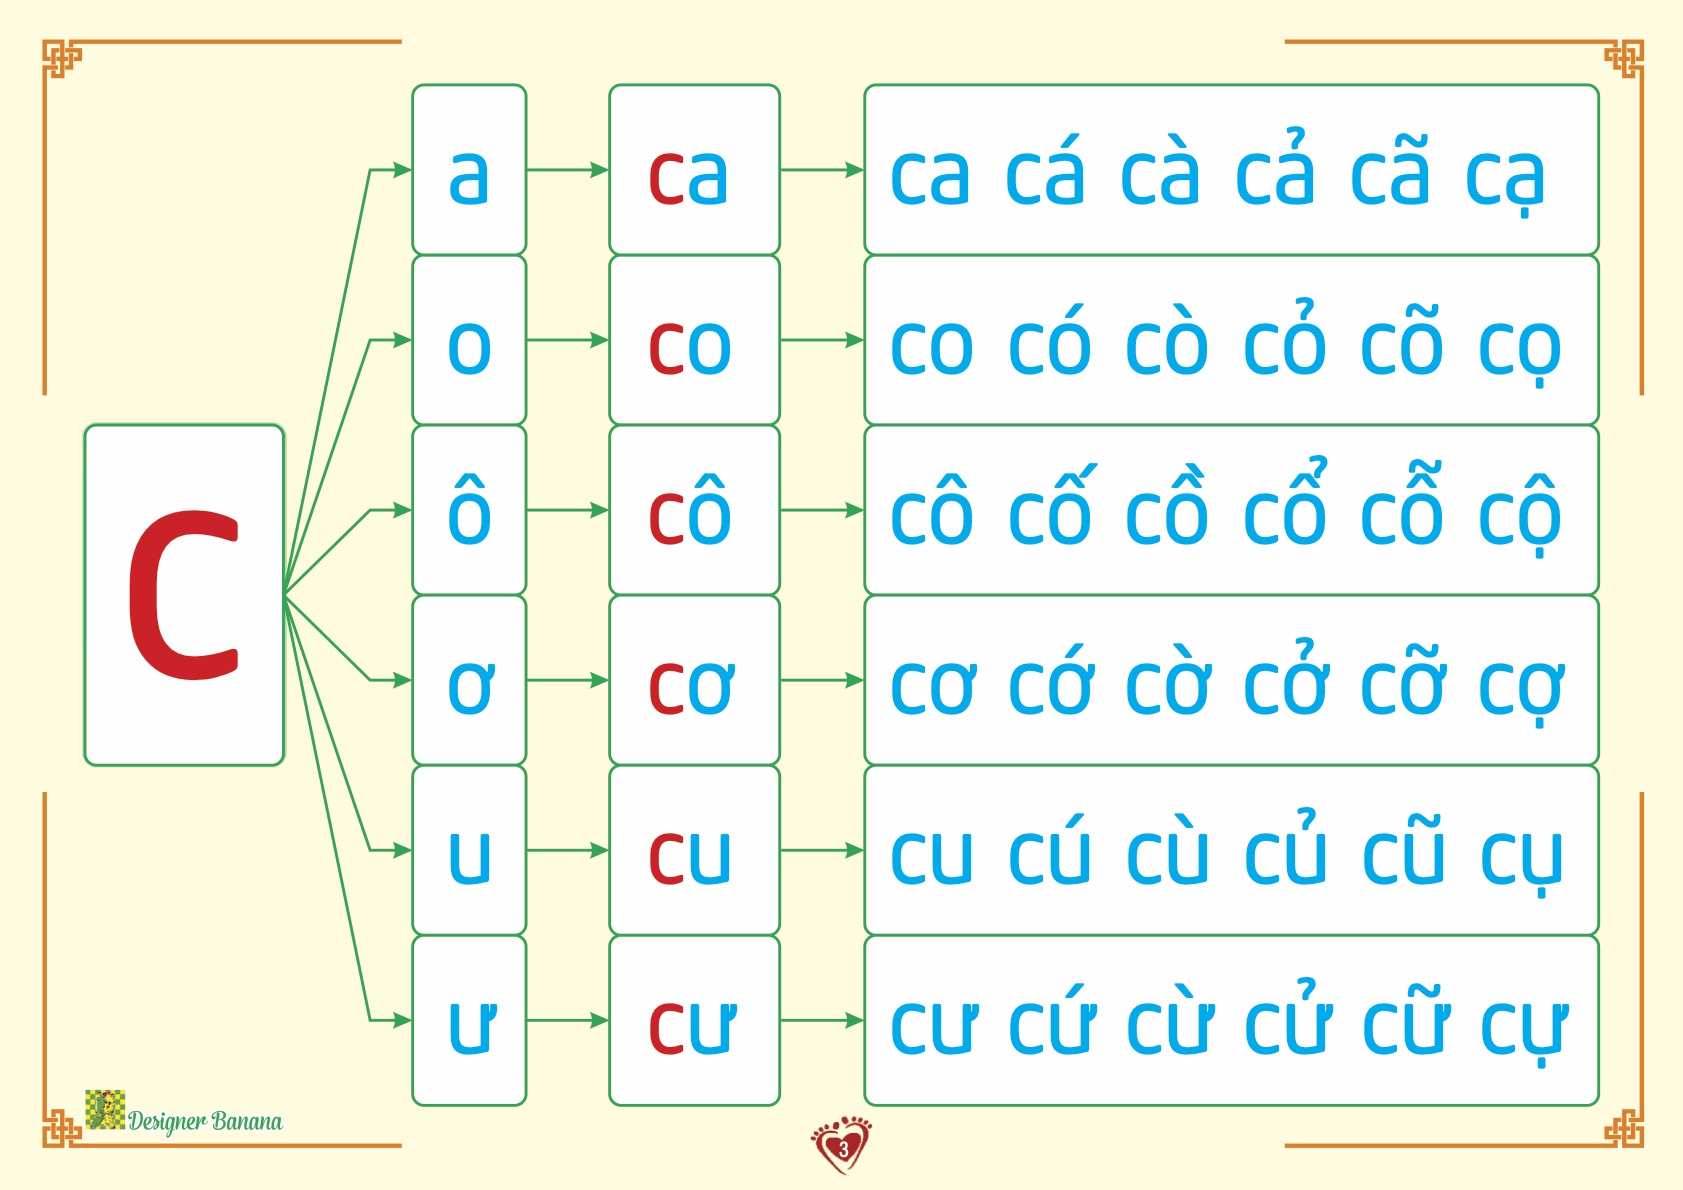 C
a ca ca cá cà cả cã cạ
o co co có cò cỏ cõ cọ
ô cô cô cố cồ cổ cỗ cộ
ơ cơ cơ cớ cờ cở cỡ cợ
u cu cu cú cù củ cũ cụ
ư cư cư cứ cừ cử cữ cự
Designer Banana
3